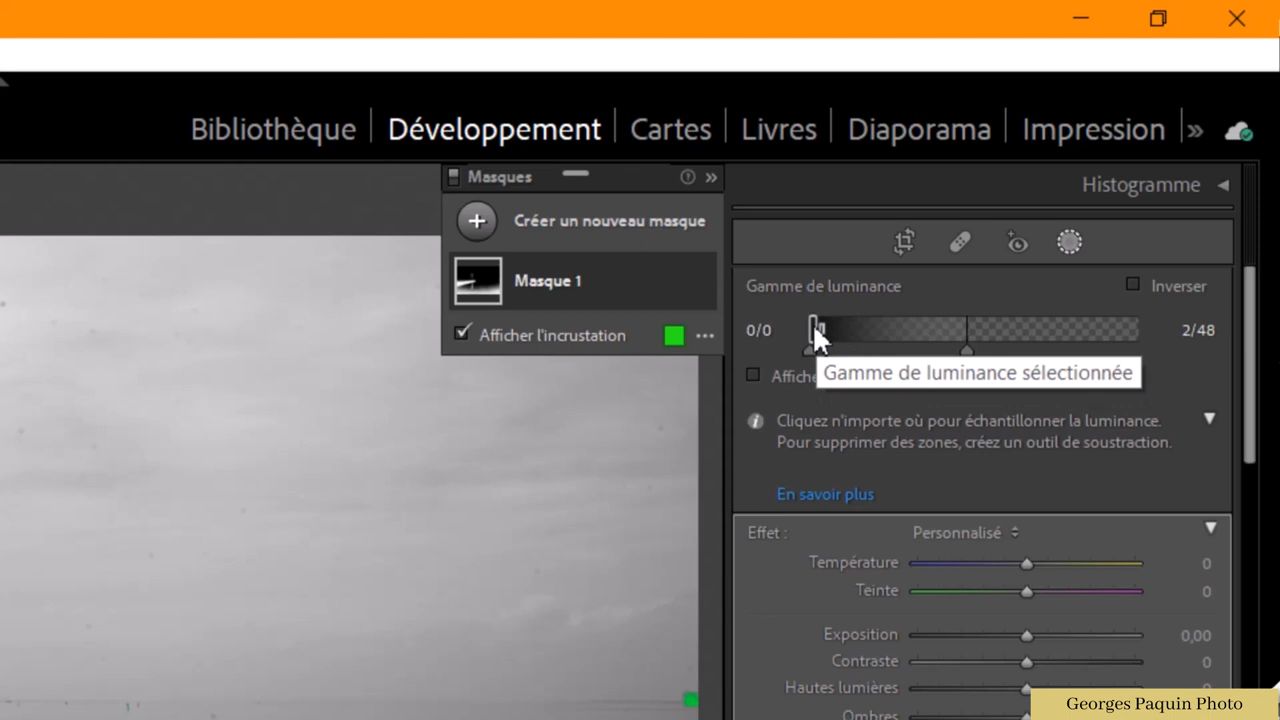 Bibliothèque | Développement | Cartes | Livres | Diaporama | Impression | »
Masques
Histogramme
Créer un nouveau masque
Masque 1
Afficher l'incrustation
Gamme de luminance
Inverser
0/0
2/48
Affiche
Gamme de luminance sélectionnée
Cliquez n'importe où pour échantillonner la luminance.
Pour supprimer des zones, créez un outil de soustraction.
En savoir plus
Effet : Personnalisé
Température 0
Teinte 0
Exposition 0,00
Contraste 0
Hautes lumières
Ombres
Georges Paquin Photo